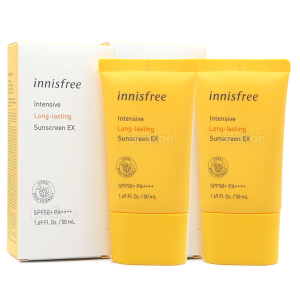 innisfree
Intensive
Long-lasting
Sunscreen EX
SPF50+ PA++++
1.69 Fl. Oz. / 50 mL
innisfree
Intensive
Long-lasting
Sunscreen EX
SPF50+ PA++++
1.69 Fl. Oz. / 50 mL
innisfree
Intensive
Long-lasting
Sunscreen EX
SPF50+ PA++++
1.69 Fl. Oz. / 50 mL